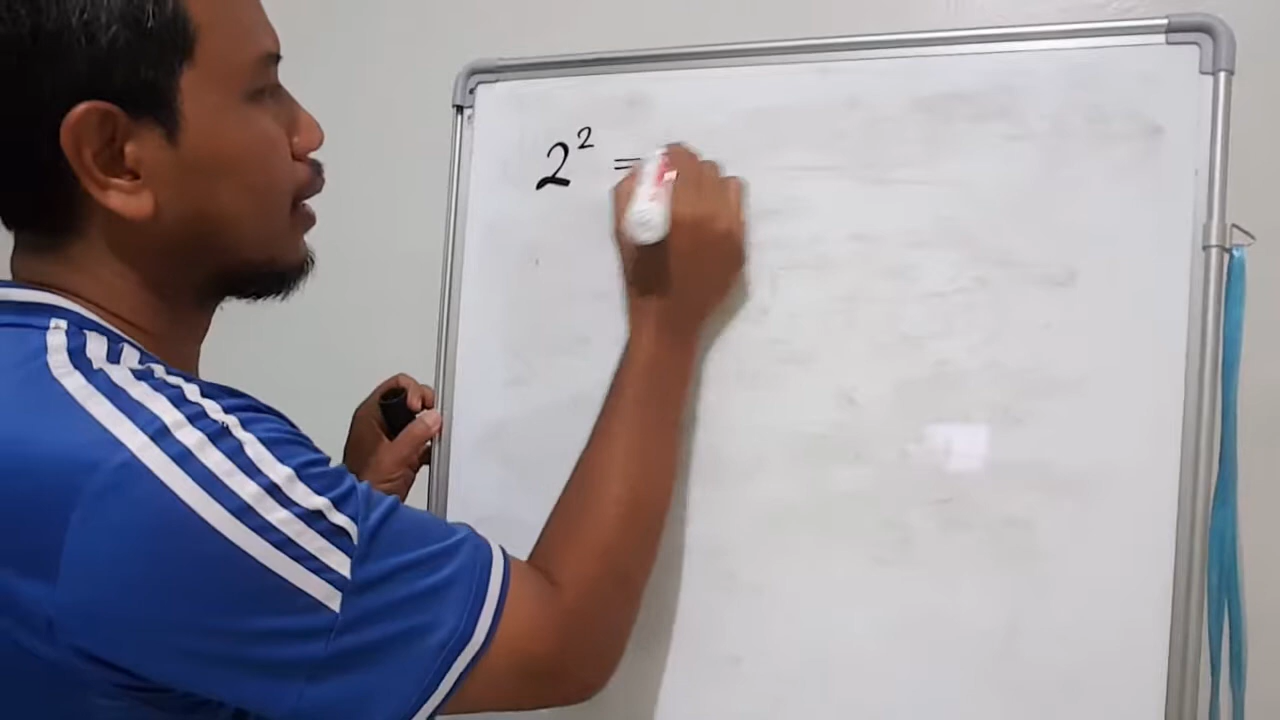 2² =